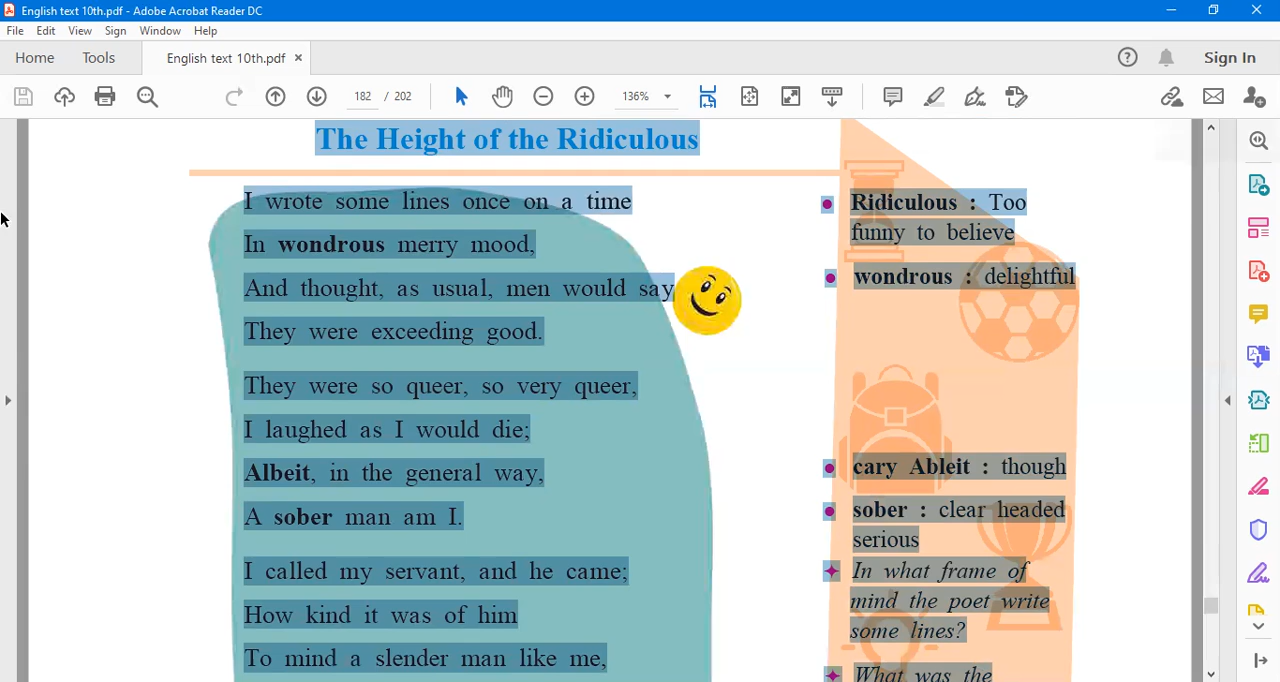 English text 10th.pdf - Adobe Acrobat Reader DC
File Edit View Sign Window Help
Home Tools English text 10th.pdf × Sign In
182 / 202 136%
The Height of the Ridiculous
I wrote some lines once on a time
In wondrous merry mood,
And thought, as usual, men would say
They were exceeding good.
They were so queer, so very queer,
I laughed as I would die;
Albeit, in the general way,
A sober man am I.
I called my servant, and he came;
How kind it was of him
To mind a slender man like me,
Ridiculous : Too
funny to believe
wondrous : delightful
cary Ableit : though
sober : clear headed
serious
In what frame of
mind the poet write
some lines?
What was the